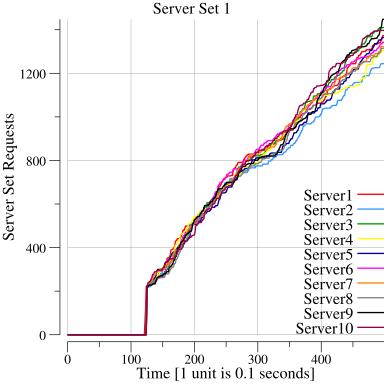 Server Set 1
Server Set Requests
1200
800
400
0
Server1
Server2
Server3
Server4
Server5
Server6
Server7
Server8
Server9
Server10
0 100 200 300 400
Time [1 unit is 0.1 seconds]